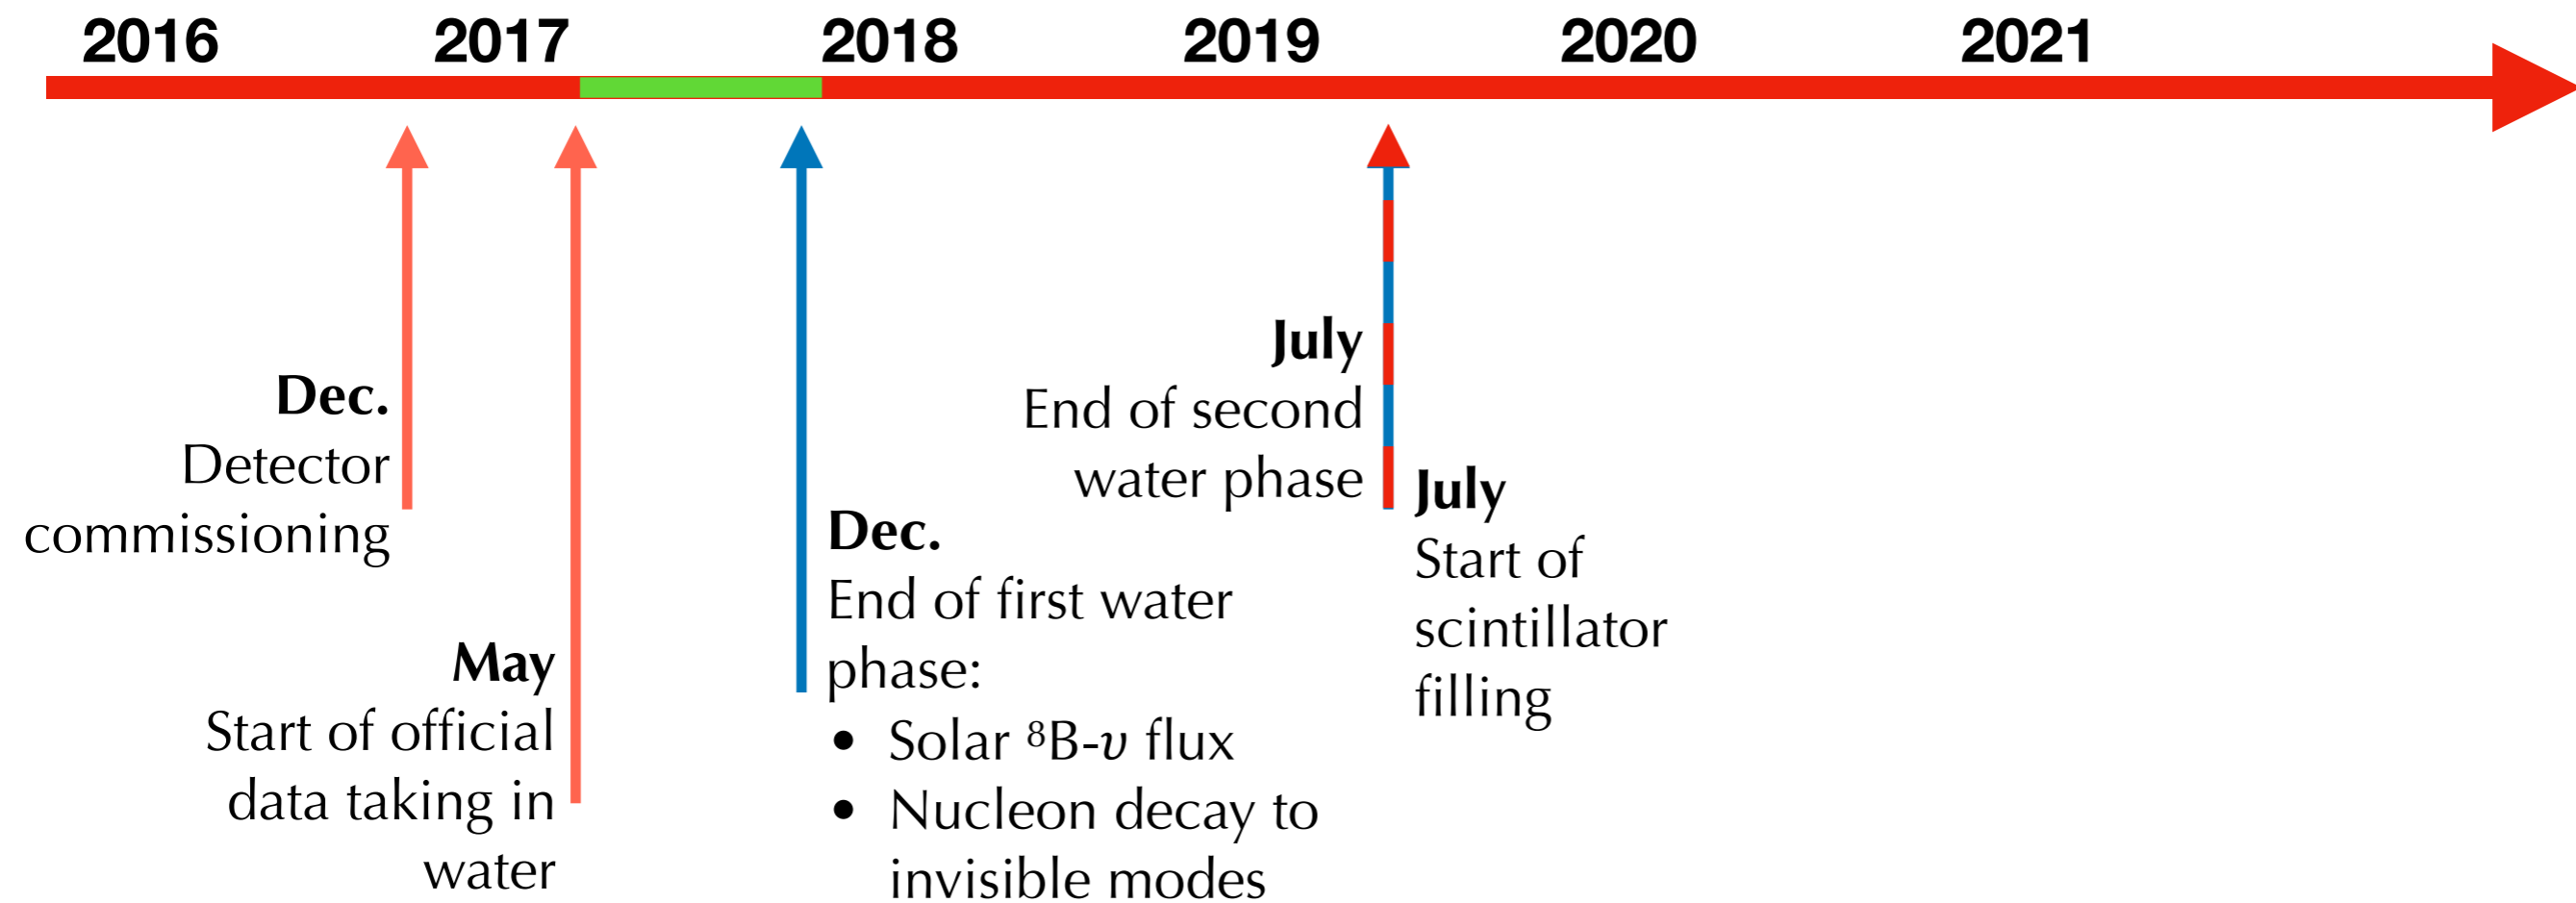 2016 2017 2018 2019 2020 2021
Dec.
Detector
commissioning
May
Start of official
data taking in
water
Dec.
End of first water
phase:
• Solar ⁸B-υ flux
• Nucleon decay to
invisible modes
July
End of second
water phase
July
Start of
scintillator
filling